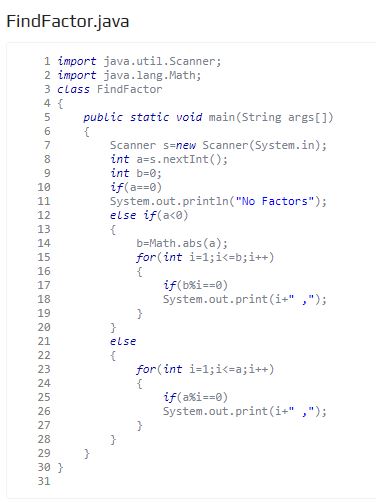 FindFactor.java
1 import java.util.Scanner;
2 import java.lang.Math;
3 class FindFactor
4 {
5     public static void main(String args[])
6     {
7         Scanner s=new Scanner(System.in);
8         int a=s.nextInt();
9         int b=0;
10         if(a==0)
11         System.out.println("No Factors");
12         else if(a<0)
13         {
14             b=Math.abs(a);
15             for(int i=1;i<=b;i++)
16             {
17                 if(b%i==0)
18                 System.out.print(i+" ,");
19             }
20         }
21         else
22         {
23             for(int i=1;i<=a;i++)
24             {
25                 if(a%i==0)
26                 System.out.print(i+" ,");
27             }
28         }
29     }
30 }
31